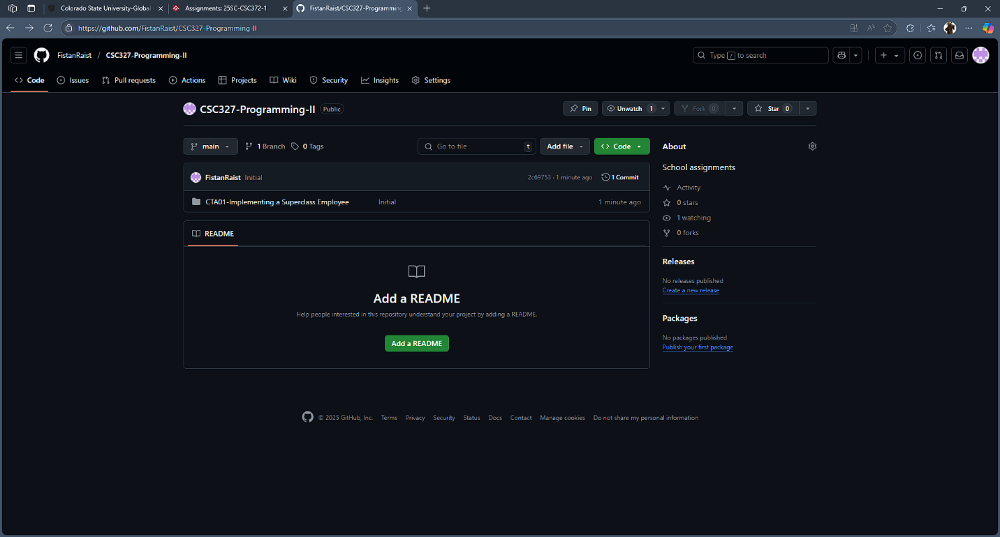 Colorado State University-Global
Assignments: 25SC-CSC372-1
FistanRaist/CSC327-Programming
https://github.com/FistanRaist/CSC327-Programming-II
FistanRaist / CSC327-Programming-II
Type / to search
Code Issues Pull requests Actions Projects Wiki Security Insights Settings
CSC327-Programming-II Public
Pin Unwatch 1 Fork 0 Star 0
main 1 Branch 0 Tags Go to file t Add file Code
FistanRaist Initial 2c69753 · 1 minute ago 1 Commit
CTA01-Implementing a Superclass Employee Initial 1 minute ago
README
Add a README
Help people interested in this repository understand your project by adding a README.
Add a README
About
School assignments
Activity
0 stars
1 watching
0 forks
Releases
No releases published
Create a new release
Packages
No packages published
Publish your first package
© 2025 GitHub, Inc. Terms Privacy Security Status Docs Contact Manage cookies Do not share my personal information